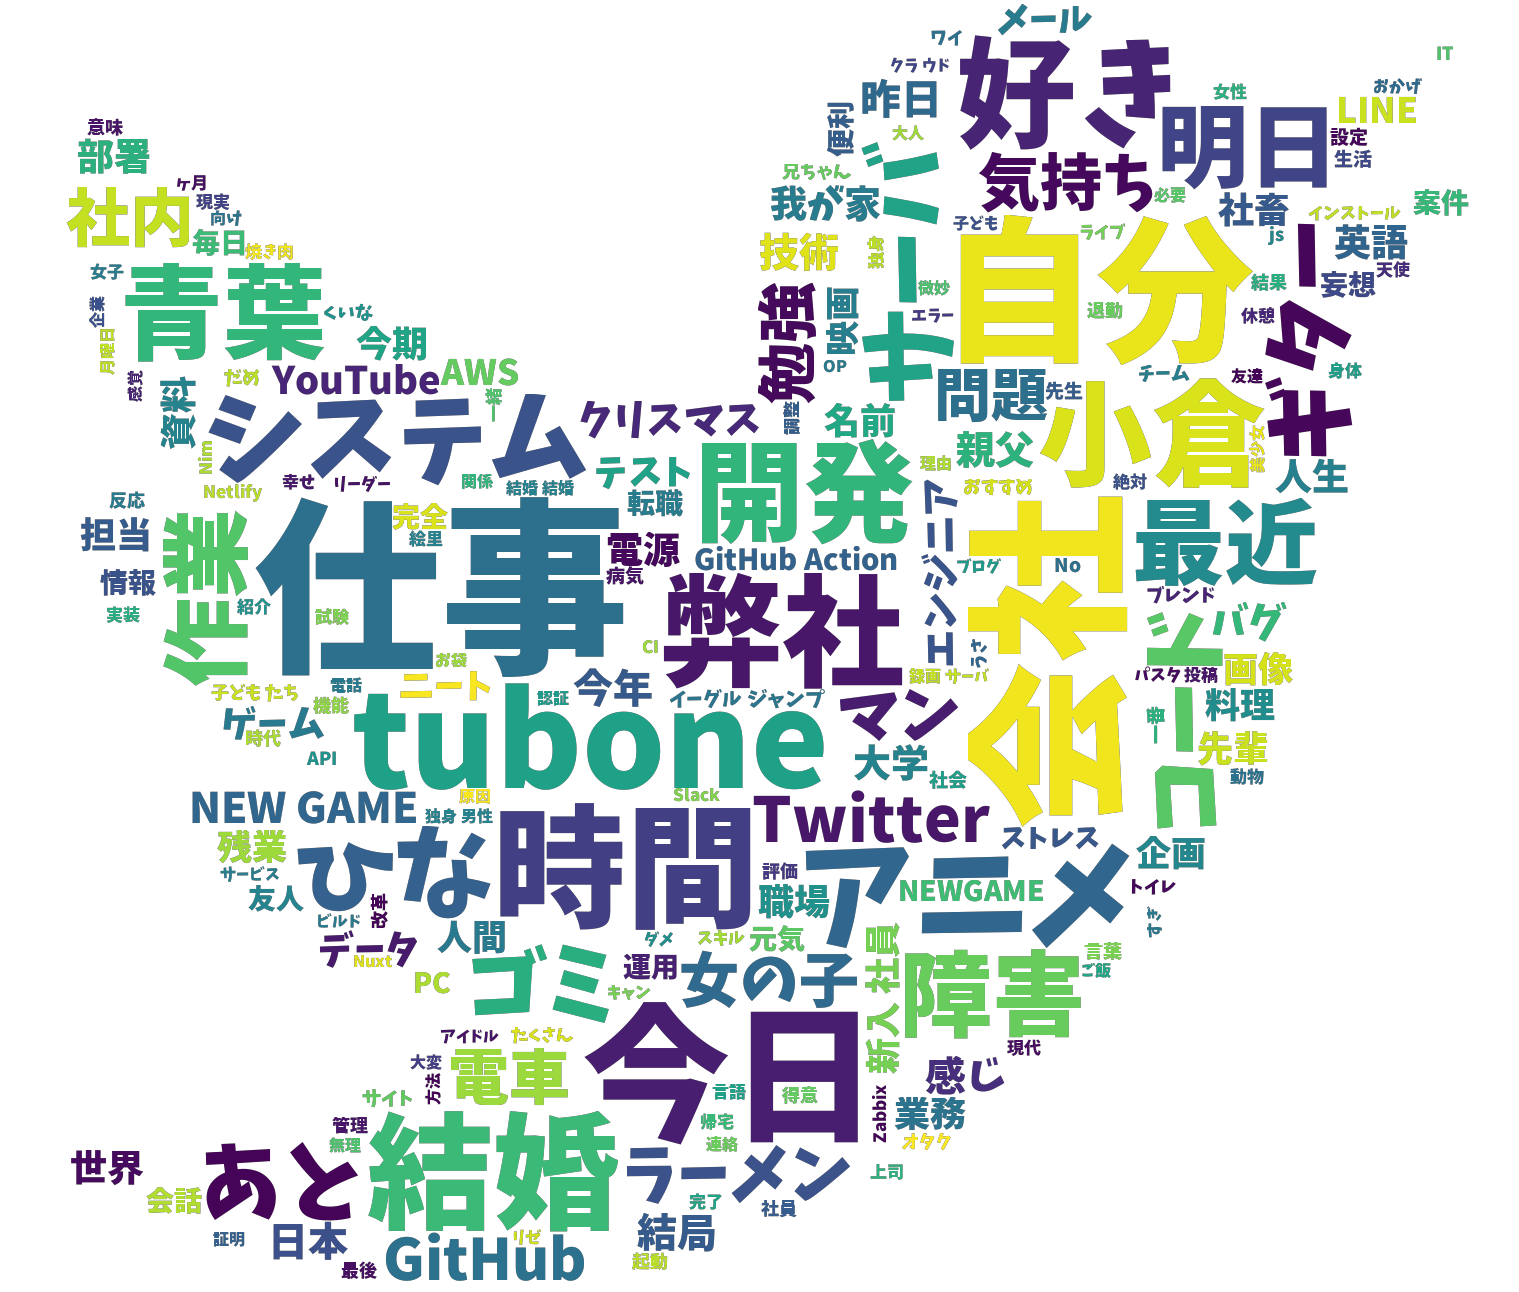 メール
ワイ
好き
IT
クラウド
昨日
おかげ
女性
LINE
便利
明日
意味
大人
設定
部署
サーバー
気持ち
生活
兄ちゃん
ヶ月
我が家
必要
社畜
案件
社内
現実
向け
子ども
インストール
毎日
技術
独身
自分
ライブ
js
英語
焼き肉
ギター
天使
女子
青葉
微妙
結果
妄想
企業
くいな
勉強
映画
エラー
退勤
休憩
月曜日
今期
OP
問題
チーム
友達
身体
感覚
だめ
YouTube
AWS
先生
資料
システム
一緒
クリスマス
調整
名前
小倉
美少女
Nim
親父
理由
人生
Netlify
幸せ
リーダー
関係
結婚 結婚
テスト
開発
おすすめ
絶対
反応
転職
エンジニア
会社
最近
担当
作業
仕事
完全
絵里
電源
病気
GitHub Action
ブログ
No
情報
紹介
弊社
ブレンド
実装
試験
コード
バグ
お袋
CI
うさ
子どもたち
電話
ニート
認証
今年
録画 サーバ
パスタ 投稿
画像
機能
イーグル ジャンプ
マン
料理
ゲーム
時代
tubone
一番
先輩
API
大学
社会
動物
NEW GAME
原因
Slack
Twitter
独身 男性
残業
ひな
時間
ストレス
企画
サービス
評価
アニメ
友人
職場
NEWGAME
トイレ
ビルド
改革
すぎ
データ
人間
ダメ
スキル
元気
新入社員
言葉
Nuxt
ゴミ
運用
女の子
障害
ご飯
PC
キャン
アイドル
たくさん
今日
現代
大変
電車
感じ
方法
言語
得意
Zabbix
サイト
業務
管理
結婚
帰宅
無理
連絡
オタク
世界
あと
ラーメン
上司
会話
完了
社員
証明
日本
リゼ
結局
最後
GitHub
起動